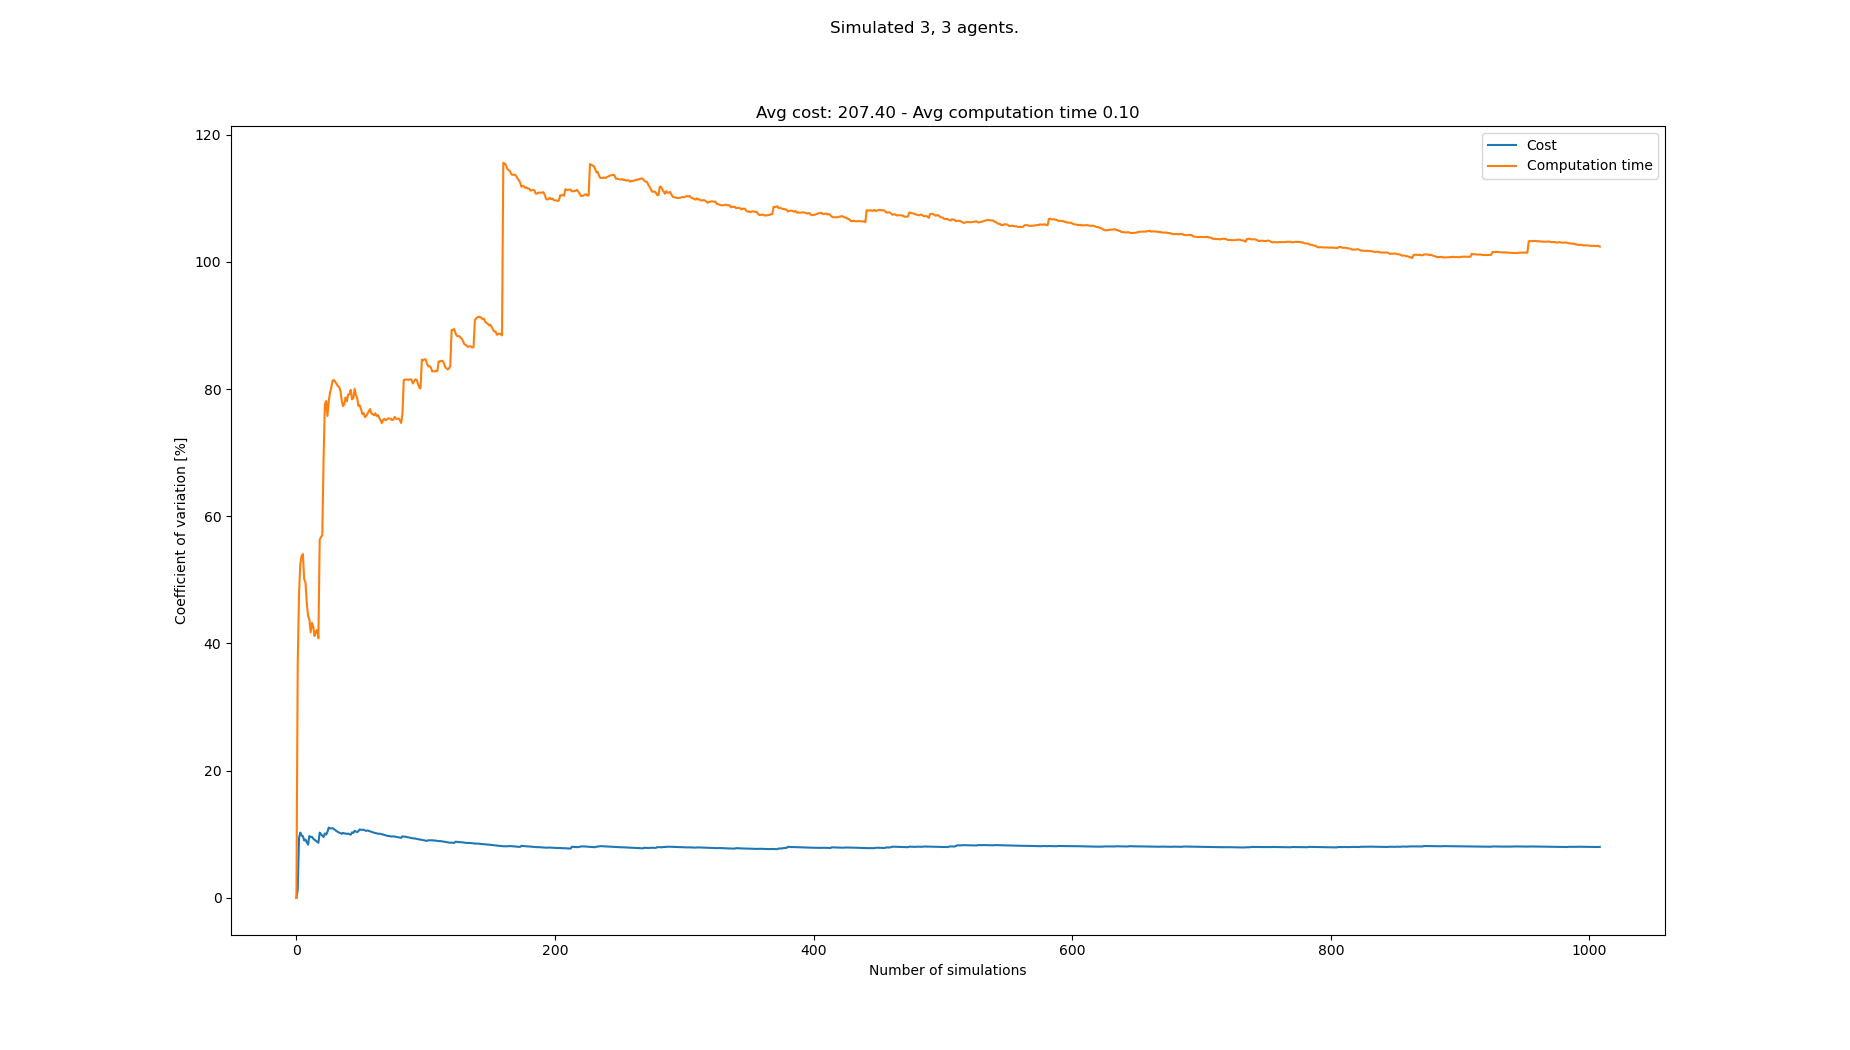 Simulated 3, 3 agents.
Avg cost: 207.40 - Avg computation time 0.10
Cost
Computation time
Coefficient of variation [%]
120
100
80
60
40
20
0
0 200 400 600 800 1000
Number of simulations